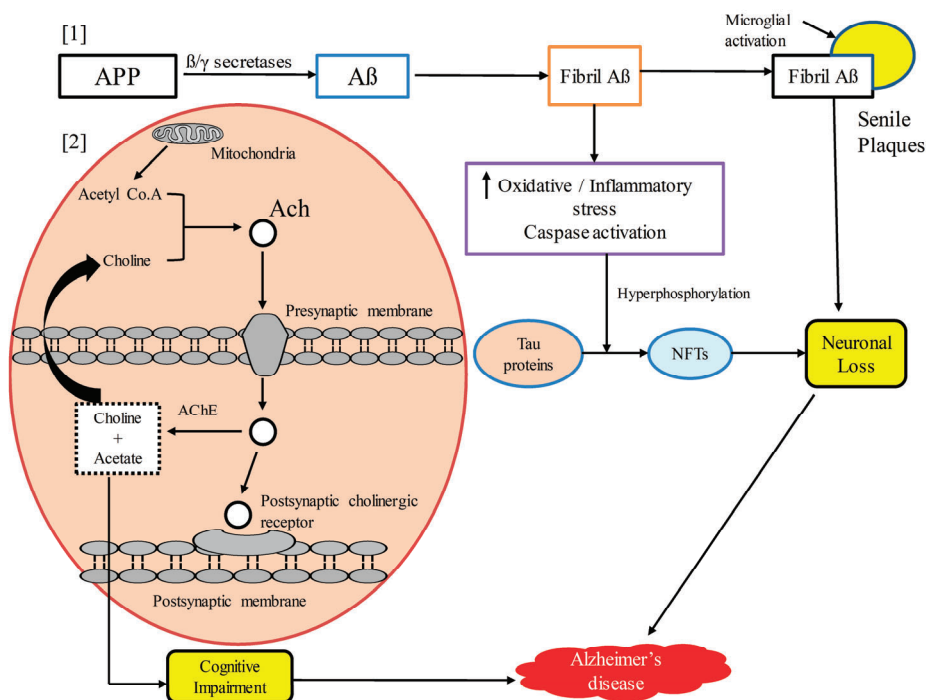 [1]
APP
ß/γ secretases
Aß
Fibril Aß
Microglial
activation
Fibril Aß
Senile
Plaques
Oxidative / Inflammatory
stress
Caspase activation
Hyperphosphorylation
Tau
proteins
NFTs
Neuronal
Loss
[2]
Mitochondria
Acetyl Co.A
Ach
Choline
Presynaptic membrane
AChE
Choline
+
Acetate
Postsynaptic cholinergic
receptor
Postsynaptic membrane
Cognitive
Impairment
Alzheimer's
disease